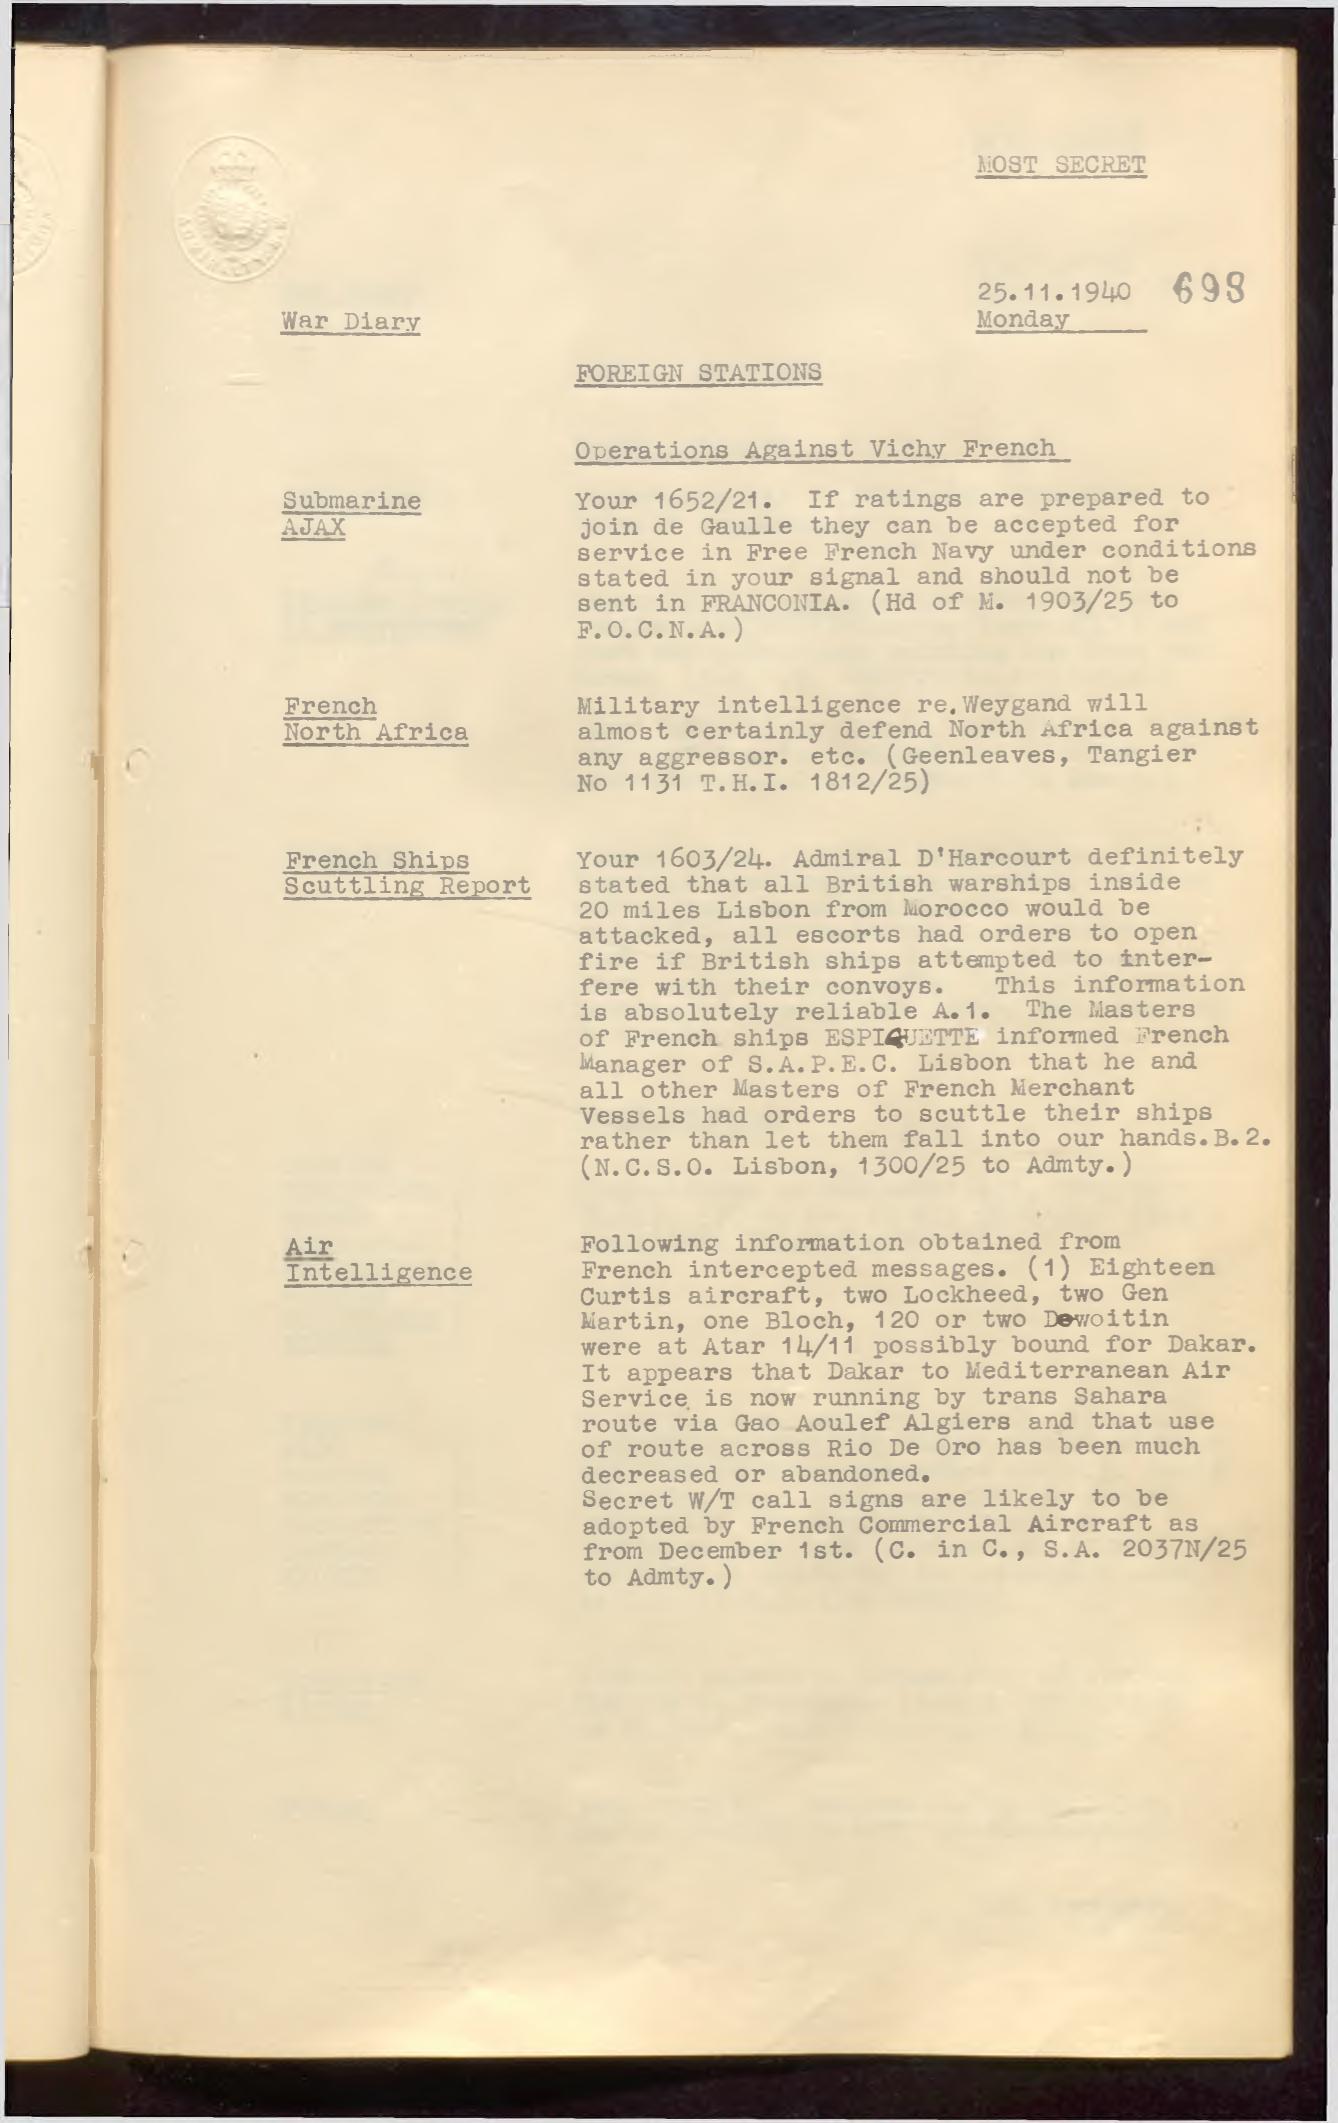 MOST SECRET
25.11.1940 698
Monday
War Diary
FOREIGN STATIONS
Operations Against Vichy French
Submarine
AJAX
Your 1652/21. If ratings are prepared to
join de Gaulle they can be accepted for
service in Free French Navy under conditions
stated in your signal and should not be
sent in FRANCONIA. (Hd of M. 1903/25 to
F.O.C.N.A.)
French
North Africa
Military intelligence re.Weygand will
almost certainly defend North Africa against
any aggressor. etc. (Geenleaves, Tangier
No 1131 T.H.I. 1812/25)
French Ships
Scuttling Report
Your 1603/24. Admiral D'Harcourt definitely
stated that all British warships inside
20 miles Lisbon from Morocco would be
attacked, all escorts had orders to open
fire if British ships attempted to inter-
fere with their convoys. This information
is absolutely reliable A.1. The Masters
of French ships ESPIQUETTE informed French
Manager of S.A.P.E.C. Lisbon that he and
all other Masters of French Merchant
Vessels had orders to scuttle their ships
rather than let them fall into our hands.B.2.
(N.C.S.O. Lisbon, 1300/25 to Admty.)
Air
Intelligence
Following information obtained from
French intercepted messages. (1) Eighteen
Curtis aircraft, two Lockheed, two Gen
Martin, one Bloch, 120 or two Dewoitin
were at Atar 14/11 possibly bound for Dakar.
It appears that Dakar to Mediterranean Air
Service is now running by trans Sahara
route via Gao Aoulef Algiers and that use
of route across Rio De Oro has been much
decreased or abandoned.
Secret W/T call signs are likely to be
adopted by French Commercial Aircraft as
from December 1st. (C. in C., S.A. 2037N/25
to Admty.)